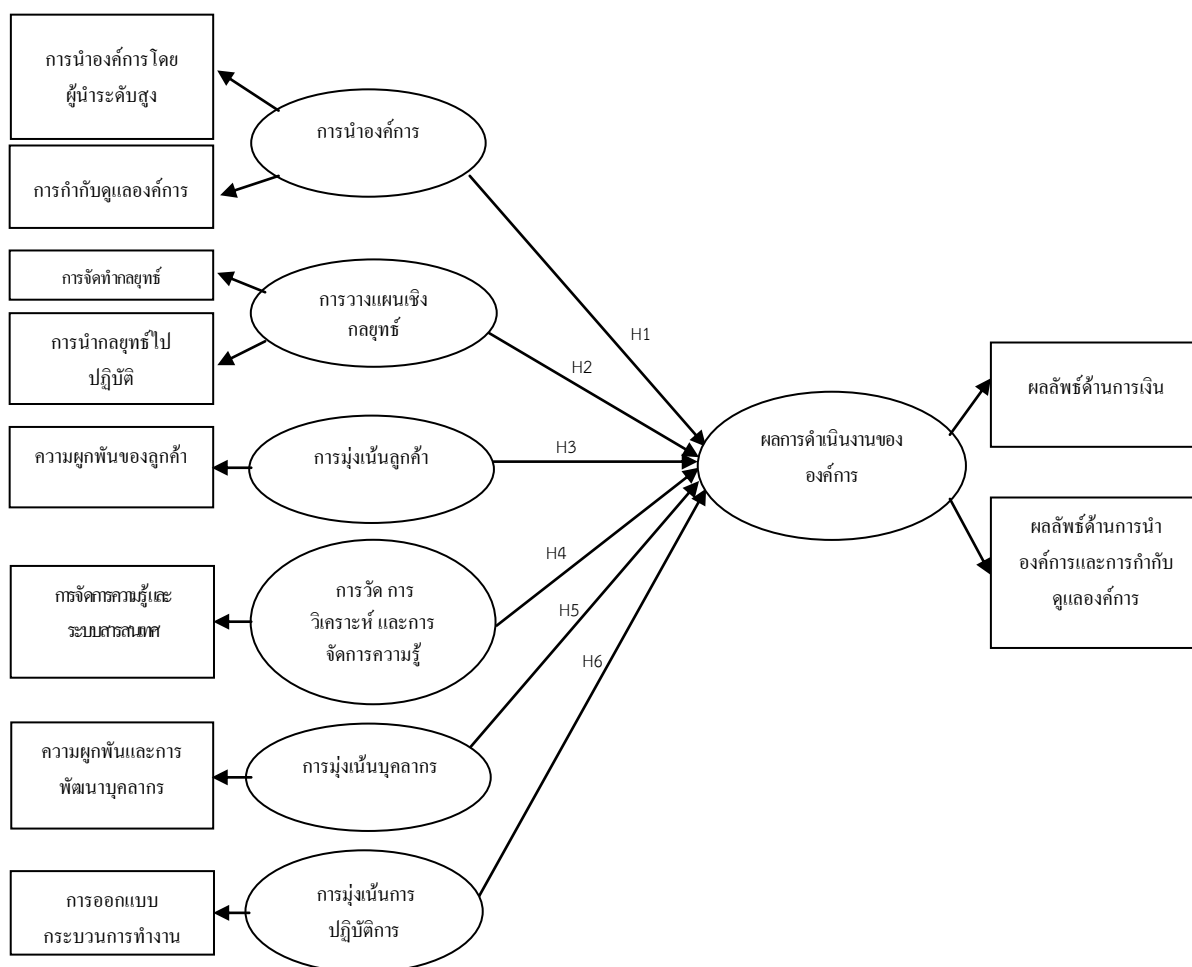 การนำองค์การโดย
ผู้นำระดับสูง
การนำองค์การ
การกำกับดูแลองค์การ
การจัดทำกลยุทธ์
การวางแผนเชิง
กลยุทธ์
การนำกลยุทธ์ไป
ปฏิบัติ
H1
H2
ผลลัพธ์ด้านการเงิน
ความผูกพันของลูกค้า
การมุ่งเน้นลูกค้า
H3
ผลการดำเนินงานของ
องค์การ
ผลลัพธ์ด้านการนำ
องค์การและการกำกับ
ดูแลองค์การ
H4
การจัดการความรู้และ
ระบบสารสนเทศ
การวัด การ
วิเคราะห์ และการ
จัดการความรู้
H5
H6
ความผูกพันและการ
พัฒนาบุคลากร
การมุ่งเน้นบุคลากร
การออกแบบ
กระบวนการทำงาน
การมุ่งเน้นการ
ปฏิบัติการ